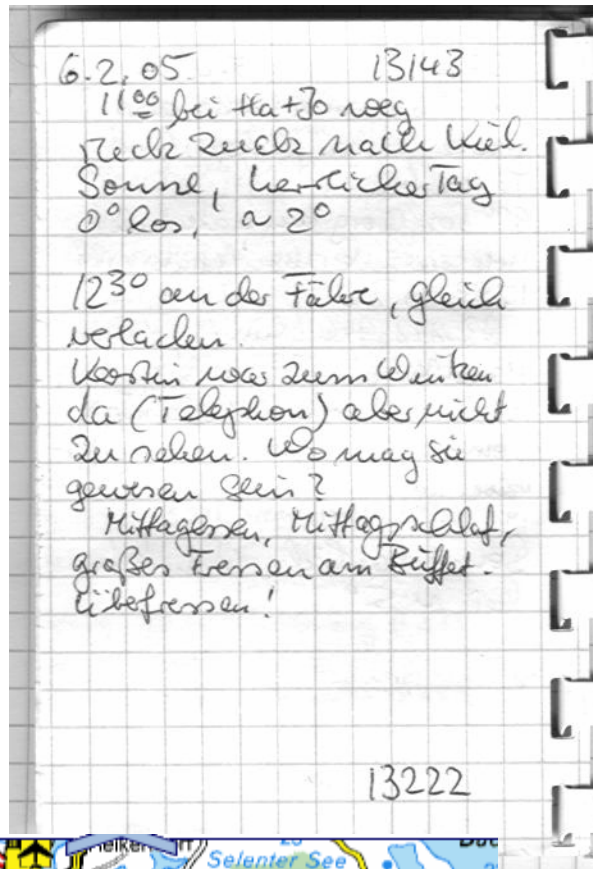 6.2.05 13143
11⁰⁰ bei Ha+Jo weg
ruck zuck nach Kiel.
Sonne, herrlicher Tag
0° los, ~ 2°
12³⁰ an der Fähre, gleich
verladen.
Kerstin war zum Winken
da (Telephon) aber nicht
zu sehen. Wo mag sie
gewesen sein?
Mittagessen, Mittagsschlaf,
großes Fressen am Büffet.
Überfressen!
13222
Selenter See